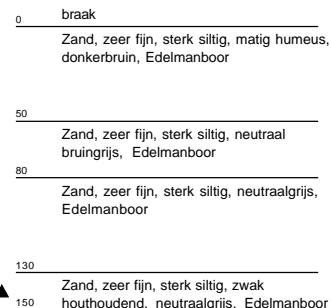 braak
0
Zand, zeer fijn, sterk siltig, matig humeus,
donkerbruin, Edelmanboor
50
Zand, zeer fijn, sterk siltig, neutraal
bruingrijs, Edelmanboor
80
Zand, zeer fijn, sterk siltig, neutraalgrijs,
Edelmanboor
130
Zand, zeer fijn, sterk siltig, zwak
150 houthoudend, neutraalgrijs, Edelmanboor